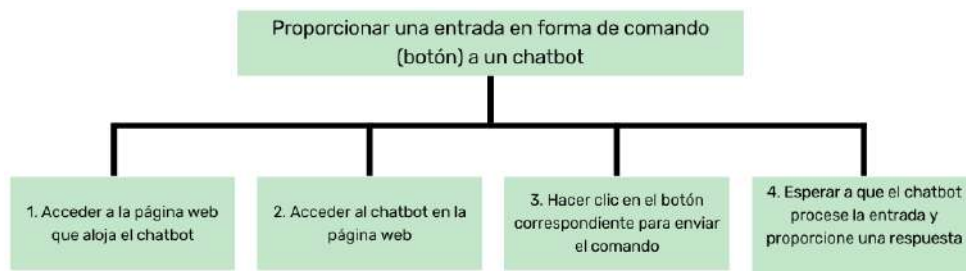 Proporcionar una entrada en forma de comando
(botón) a un chatbot
1. Acceder a la página web
que aloja el chatbot
2. Acceder al chatbot en la
página web
3. Hacer clic en el botón
correspondiente para enviar
el comando
4. Esperar a que el chatbot
procese la entrada y
proporcione una respuesta